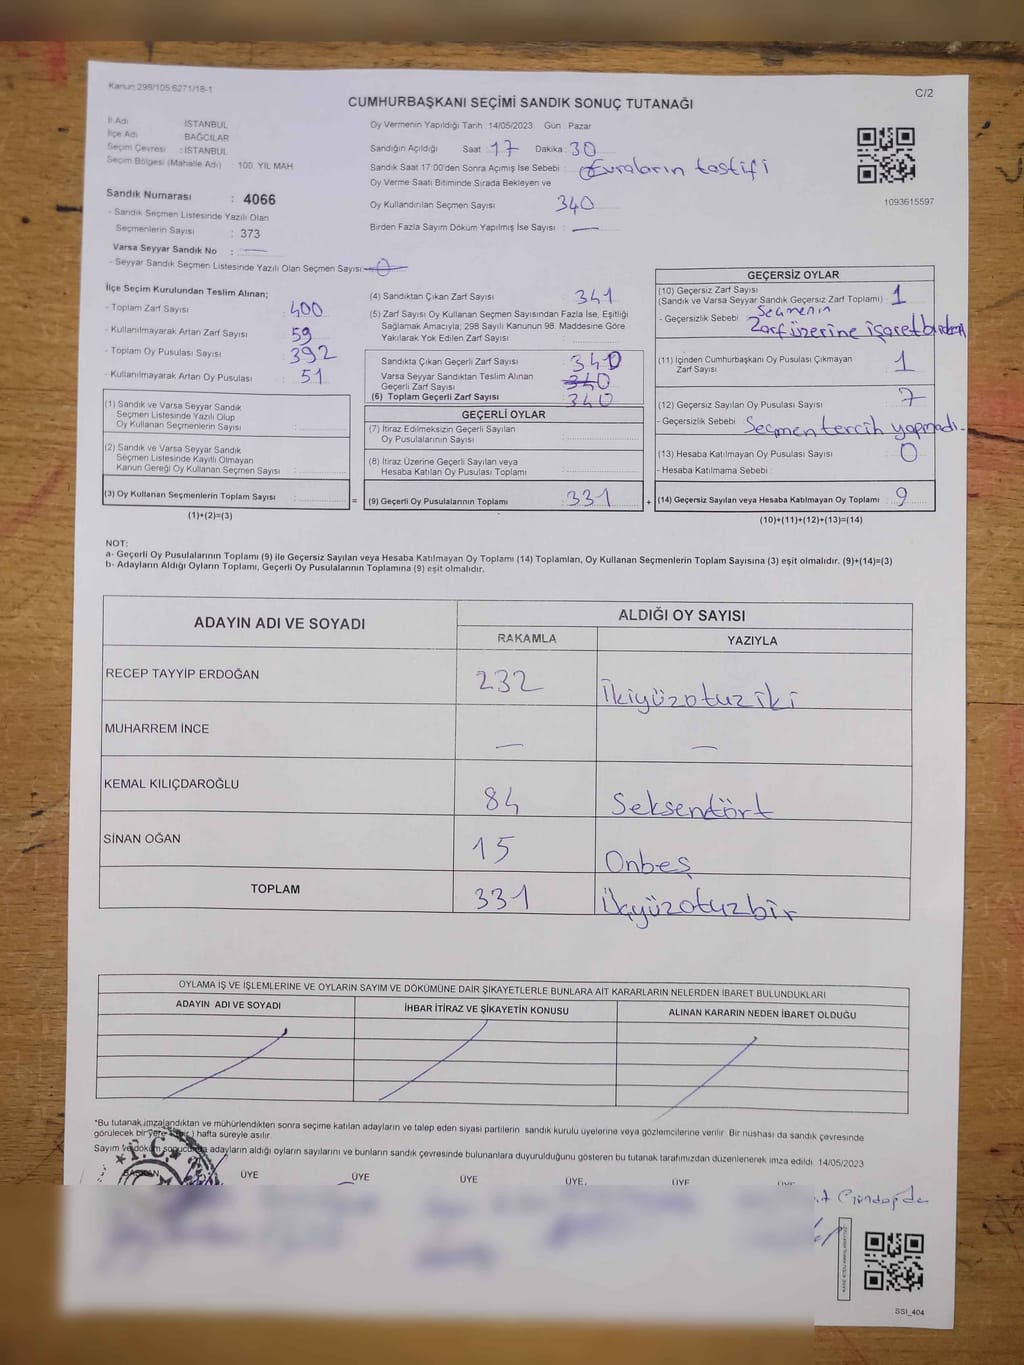 Kanun:298/105:6271/18-1
C/2
CUMHURBAŞKANI SEÇİMİ SANDIK SONUÇ TUTANAĞI
İl Adı : İSTANBUL
İlçe Adı : BAĞCILAR
Seçim Çevresi : İSTANBUL
Seçim Bölgesi (Mahalle Adı) : 100. YIL MAH.
Sandık Numarası : 4066
- Sandık Seçmen Listesinde Yazılı Olan
Seçmenlerin Sayısı : 373
Varsa Seyyar Sandık No : —
- Seyyar Sandık Seçmen Listesinde Yazılı Olan Seçmen Sayısı: 0
Oy Vermenin Yapıldığı Tarih :14/05/2023 Gün : Pazar
Sandığın Açıldığı Saat : 17 Dakika : 30
Sandık Saat 17:00'den Sonra Açımış İse Sebebi : Zuraların tastifi
Oy Verme Saati Bitiminde Sırada Bekleyen ve
Oy Kullandırılan Seçmen Sayısı : 340
Birden Fazla Sayım Döküm Yapılmış İse Sayısı : —
1093615597
İlçe Seçim Kurulundan Teslim Alınan;
- Toplam Zarf Sayısı : 400
- Kullanılmayarak Artan Zarf Sayısı : 59
- Toplam Oy Pusulası Sayısı : 392
- Kullanılmayarak Artan Oy Pusulası : 51
(1) Sandık ve Varsa Seyyar Sandık
Seçmen Listesinde Yazılı Olup
Oy Kullanan Seçmenlerin Sayısı :
(2) Sandık ve Varsa Seyyar Sandık
Seçmen Listesinde Kayıtlı Olmayan
Kanun Gereği Oy Kullanan Seçmen Sayısı :
(3) Oy Kullanan Seçmenlerin Toplam Sayısı :
(1)+(2)=(3)
(4) Sandıktan Çıkan Zarf Sayısı : 341
(5) Zarf Sayısı Oy Kullanan Seçmen Sayısından Fazla İse, Eşitliği
Sağlamak Amacıyla; 298 Sayılı Kanunun 98. Maddesine Göre
Yakılarak Yok Edilen Zarf Sayısı :
Sandıkta Çıkan Geçerli Zarf Sayısı : 340
Varsa Seyyar Sandıktan Teslim Alınan
Geçerli Zarf Sayısı : 340
(6) Toplam Geçerli Zarf Sayısı : 340
GEÇERLİ OYLAR
(7) İtiraz Edilmeksizin Geçerli Sayılan
Oy Pusulalarının Sayısı :
(8) İtiraz Üzerine Geçerli Sayılan veya
Hesaba Katılan Oy Pusulaları Toplamı :
= (9) Geçerli Oy Pusulalarının Toplamı : 331
GEÇERSİZ OYLAR
(10) Geçersiz Zarf Sayısı
(Sandık ve Varsa Seyyar Sandık Geçersiz Zarf Toplamı) : 1
- Geçersizlik Sebebi : Seçmenin
Zarf üzerine işaret
(11) İçinden Cumhurbaşkanı Oy Pusulası Çıkmayan
Zarf Sayısı : 1
(12) Geçersiz Sayılan Oy Pusulası Sayısı : 7
- Geçersizlik Sebebi : Seçmen tercih yapmadı.
(13) Hesaba Katılmayan Oy Pusulası Sayısı : 0
- Hesaba Katılmama Sebebi :
+ (14) Geçersiz Sayılan veya Hesaba Katılmayan Oy Toplamı : 9
(10)+(11)+(12)+(13)=(14)
NOT:
a- Geçerli Oy Pusulalarının Toplamı (9) ile Geçersiz Sayılan veya Hesaba Katılmayan Oy Toplamı (14) Toplamları, Oy Kullanan Seçmenlerin Toplam Sayısına (3) eşit olmalıdır. (9)+(14)=(3)
b- Adayların Aldığı Oyların Toplamı, Geçerli Oy Pusulalarının Toplamına (9) eşit olmalıdır.
ADAYIN ADI VE SOYADI
ALDIĞI OY SAYISI
RAKAMLA YAZIYLA
RECEP TAYYİP ERDOĞAN 232 İkiyüzotuziki
MUHARREM İNCE — —
KEMAL KILIÇDAROĞLU 84 Seksendört
SİNAN OĞAN 15 Onbeş
TOPLAM 331 Üçyüzotuzbir
OYLAMA İŞ VE İŞLEMLERİNE VE OYLARIN SAYIM VE DÖKÜMÜNE DAİR ŞİKAYETLERLE BUNLARA AİT KARARLARIN NELERDEN İBARET BULUNDUKLARI
ADAYIN ADI VE SOYADI İHBAR İTİRAZ VE ŞİKAYETİN KONUSU ALINAN KARARIN NEDEN İBARET OLDUĞU
*Bu tutanak imzalandıktan ve mühürlendikten sonra seçime katılan adayların ve talep eden siyasi partilerin sandık kurulu üyelerine veya gözlemcilerine verilir. Bir nüshası da sandık çevresinde
görülecek bir yere bir(1) hafta süreyle asılır.
Sayım ve döküm sonucunda adayların aldığı oyların sayılarını ve bunların sandık çevresinde bulunanlara duyurulduğunu gösteren bu tutanak tarafımızdan düzenlenerek imza edildi. 14/05/2023
BAŞKAN ÜYE ÜYE ÜYE ÜYE ÜYE ÜYE
T.C.
SSI_404